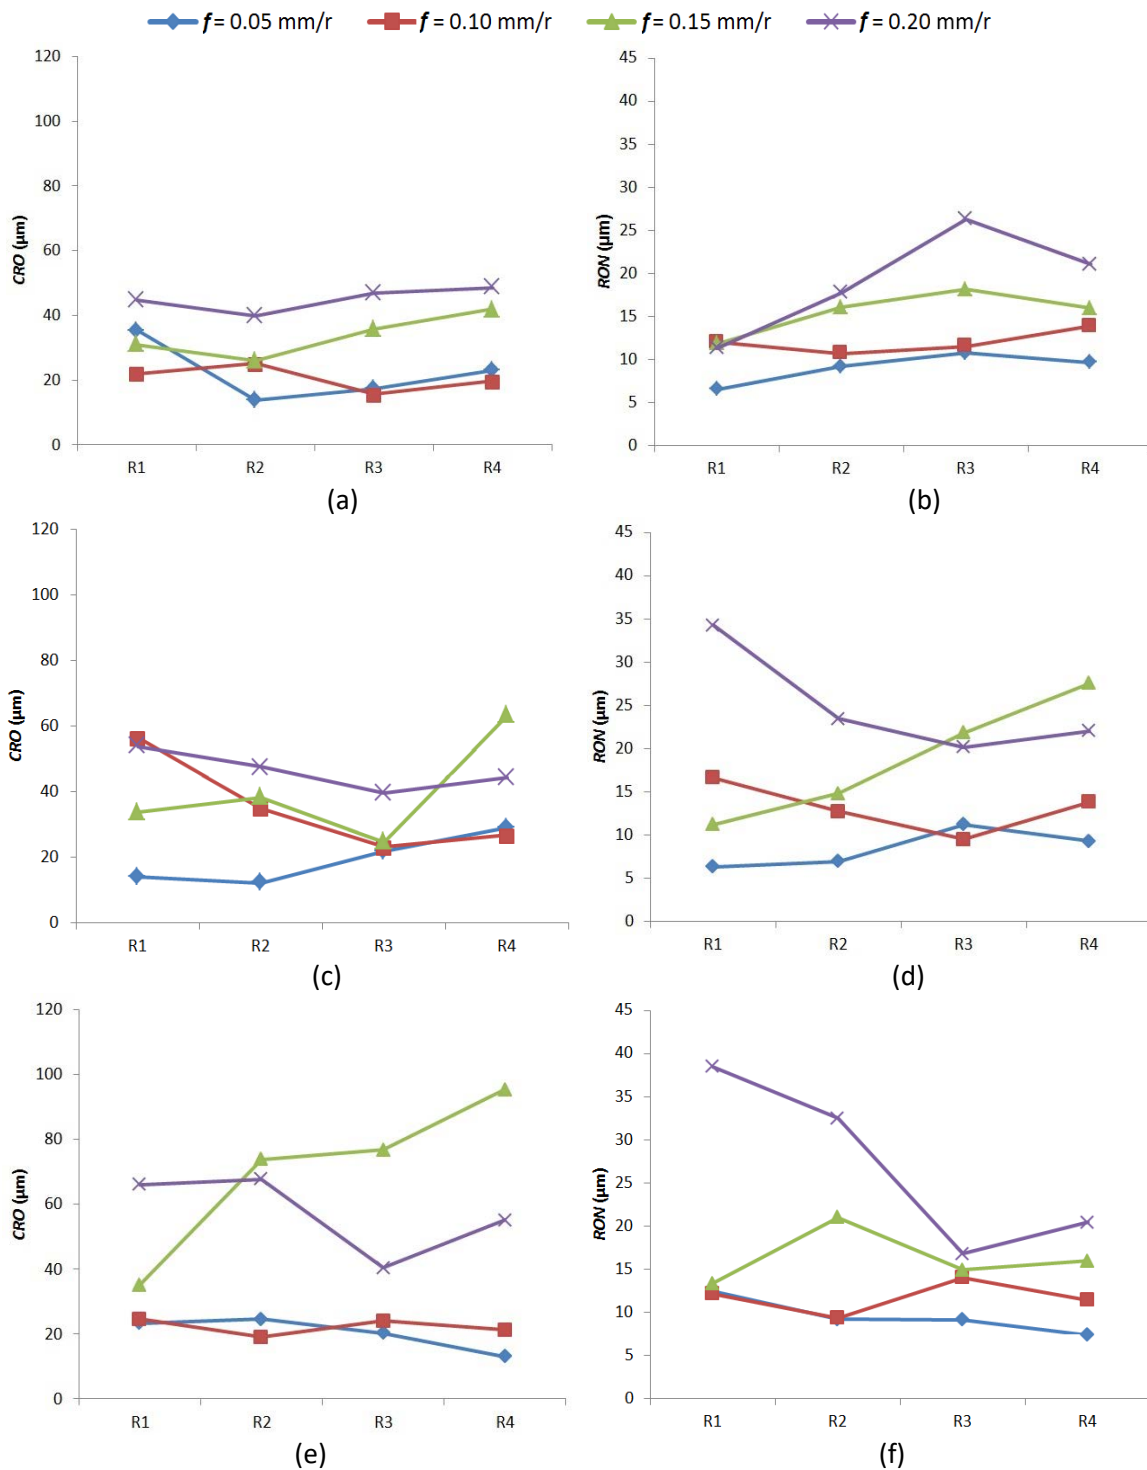 f = 0.05 mm/r f = 0.10 mm/r f = 0.15 mm/r f = 0.20 mm/r
120
100
80
60
40
20
0
CRO (µm)
R1 R2 R3 R4
(a)
45
40
35
30
25
20
15
10
5
0
RON (µm)
R1 R2 R3 R4
(b)
120
100
80
60
40
20
0
CRO (µm)
R1 R2 R3 R4
(c)
45
40
35
30
25
20
15
10
5
0
RON (µm)
R1 R2 R3 R4
(d)
120
100
80
60
40
20
0
CRO (µm)
R1 R2 R3 R4
(e)
45
40
35
30
25
20
15
10
5
0
RON (µm)
R1 R2 R3 R4
(f)